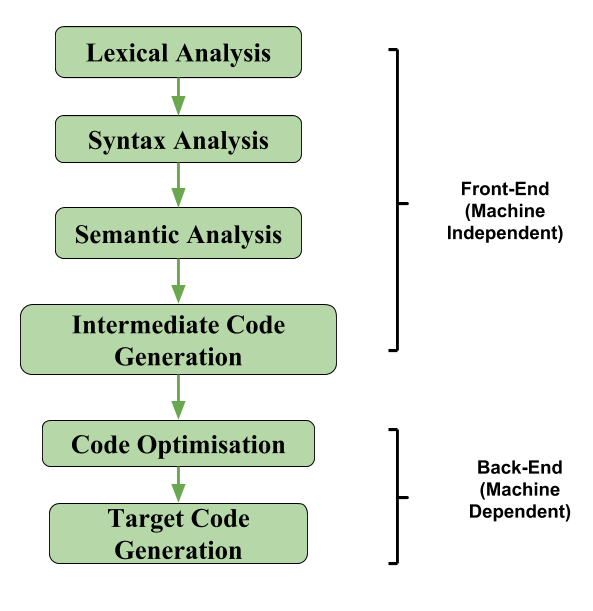 Lexical Analysis
Syntax Analysis
Semantic Analysis
Intermediate Code
Generation
Front-End
(Machine
Independent)
Code Optimisation
Target Code
Generation
Back-End
(Machine
Dependent)